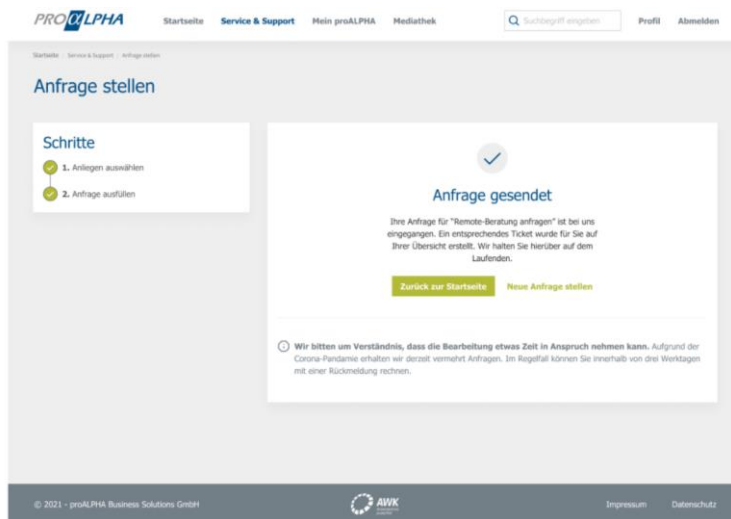 PROαLPHA
Startseite
Service & Support
Mein proALPHA
Mediathek
Suchbegriff eingeben
Profil
Abmelden
Startseite
Service & Support
Anfrage stellen
Anfrage stellen
Schritte
1. Anliegen auswählen
2. Anfrage ausfüllen
Anfrage gesendet
Ihre Anfrage für "Remote-Beratung anfragen" ist bei uns
eingegangen. Ein entsprechendes Ticket wurde für Sie auf
Ihrer Übersicht erstellt. Wir halten Sie hierüber auf dem
Laufenden.
Zurück zur Startseite
Neue Anfrage stellen
Wir bitten um Verständnis, dass die Bearbeitung etwas Zeit in Anspruch nehmen kann. Aufgrund der
Corona-Pandamie erhalten wir derzeit vermehrt Anfragen. Im Regelfall können Sie innerhalb von drei Werktagen
mit einer Rückmeldung rechnen.
© 2021 - proALPHA Business Solutions GmbH
AWK
Impressum
Datenschutz